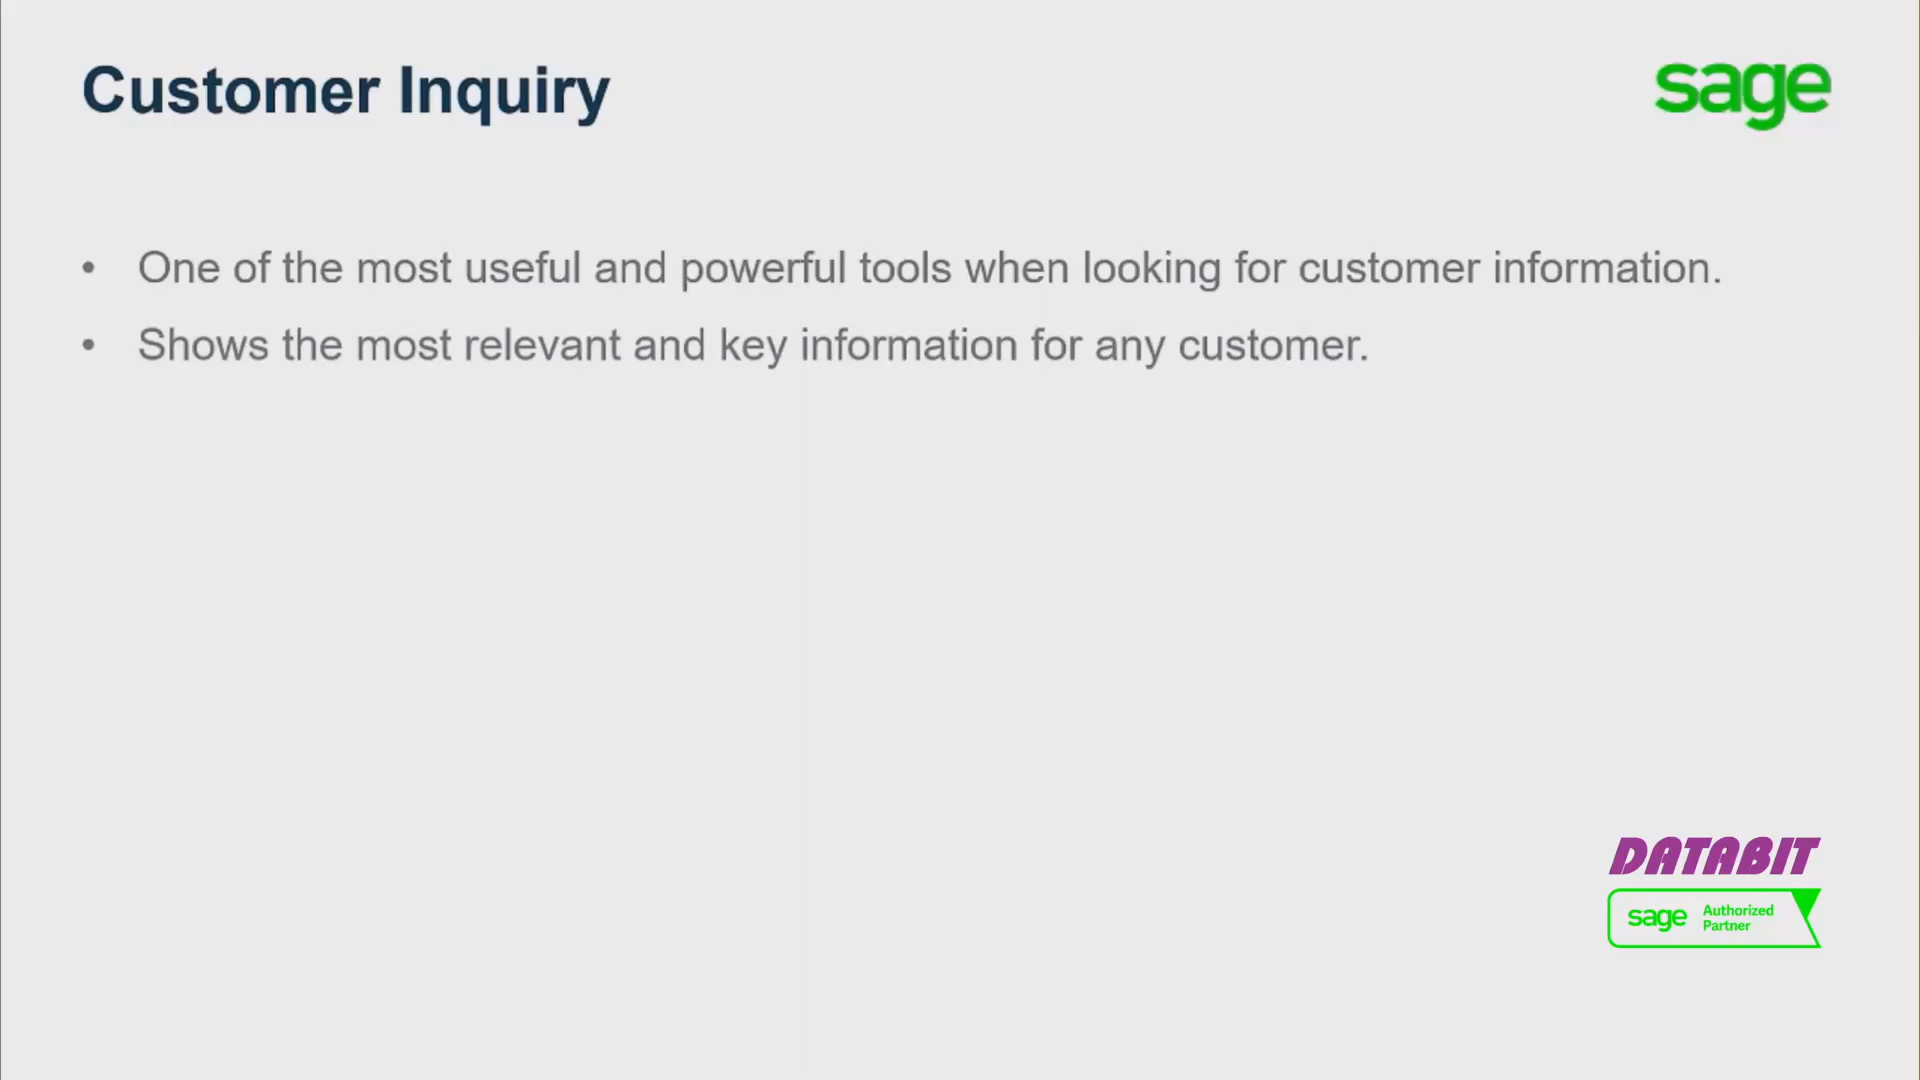 Customer Inquiry
sage
• One of the most useful and powerful tools when looking for customer information.
• Shows the most relevant and key information for any customer.
DATABIT
sage Authorized
Partner